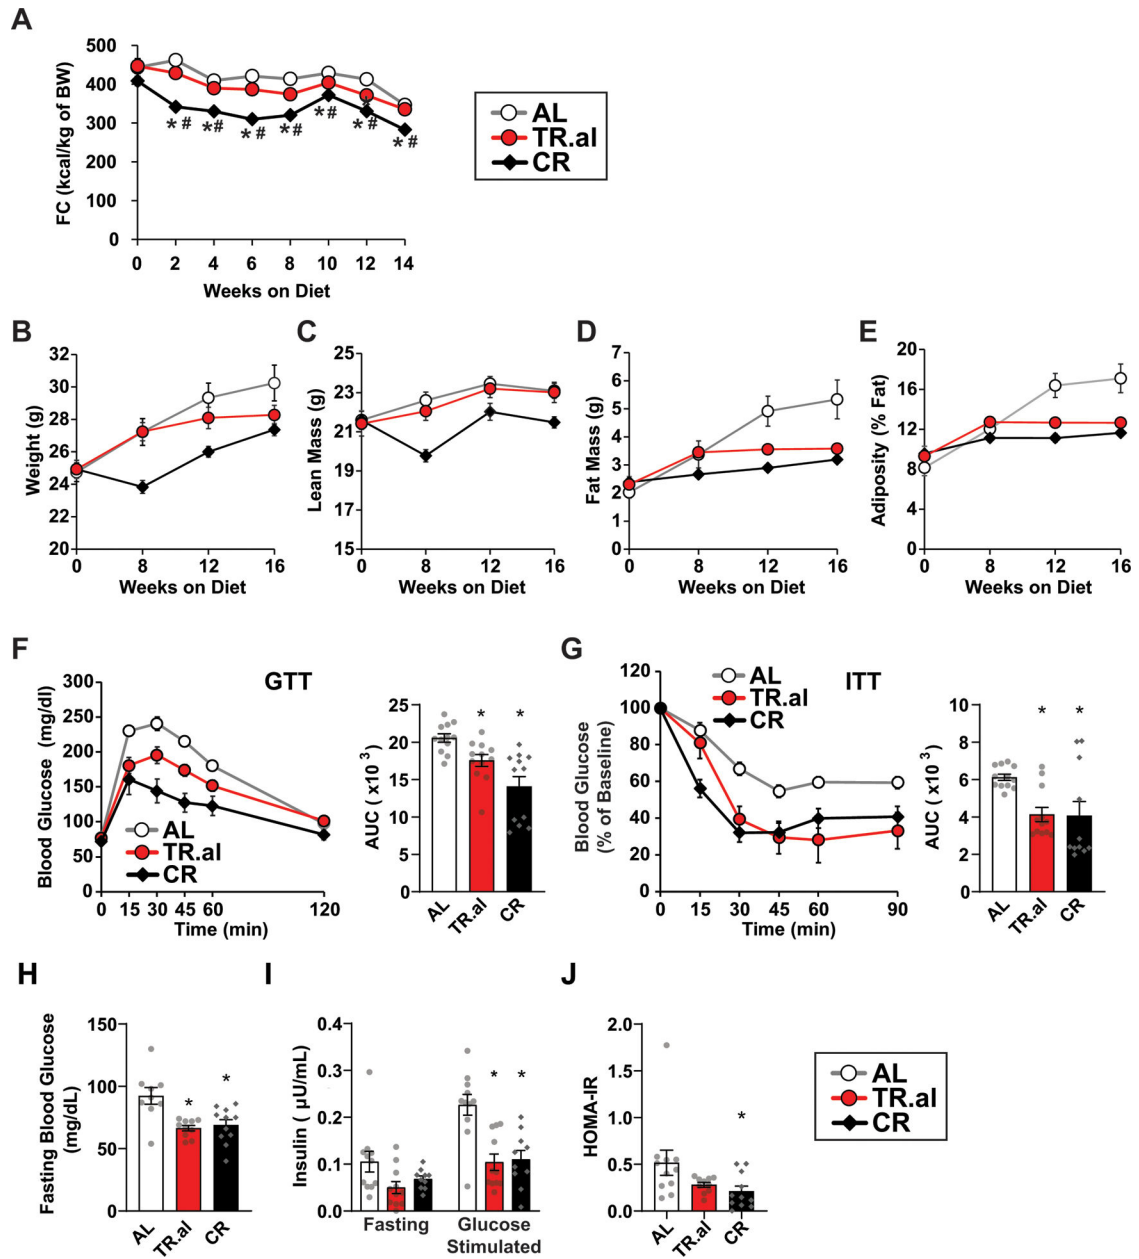 A
500
400
300
200
100
0
FC (kcal/kg of BW)
*# *# *# *# *# * *# *#
0 2 4 6 8 10 12 14
Weeks on Diet
AL
TR.al
CR
B
32
30
28
26
24
22
20
Weight (g)
0 8 12 16
Weeks on Diet
C
25
23
21
19
17
15
Lean Mass (g)
0 8 12 16
Weeks on Diet
D
7
6
5
4
3
2
1
0
Fat Mass (g)
0 8 12 16
Weeks on Diet
E
20
16
12
8
4
0
Adiposity (% Fat)
0 8 12 16
Weeks on Diet
F
GTT
300
250
200
150
100
50
0
Blood Glucose (mg/dl)
AL
TR.al
CR
0 15 30 45 60 120
Time (min)
25
20
15
10
5
0
AUC ( x10 3)
* *
AL TR.al CR
G
ITT
120
100
80
60
40
20
0
Blood Glucose
(% of Baseline)
AL
TR.al
CR
0 15 30 45 60 90
Time (min)
10
8
6
4
2
0
AUC ( x10 3)
* *
AL TR.al CR
H
150
100
50
0
Fasting Blood Glucose
(mg/dL)
* *
AL TR.al CR
I
0.4
0.3
0.2
0.1
0.0
Insulin ( µU/mL)
* *
Fasting Glucose
Stimulated
J
2.0
1.5
1.0
0.5
0.0
HOMA-IR
*
AL TR.al CR
AL
TR.al
CR